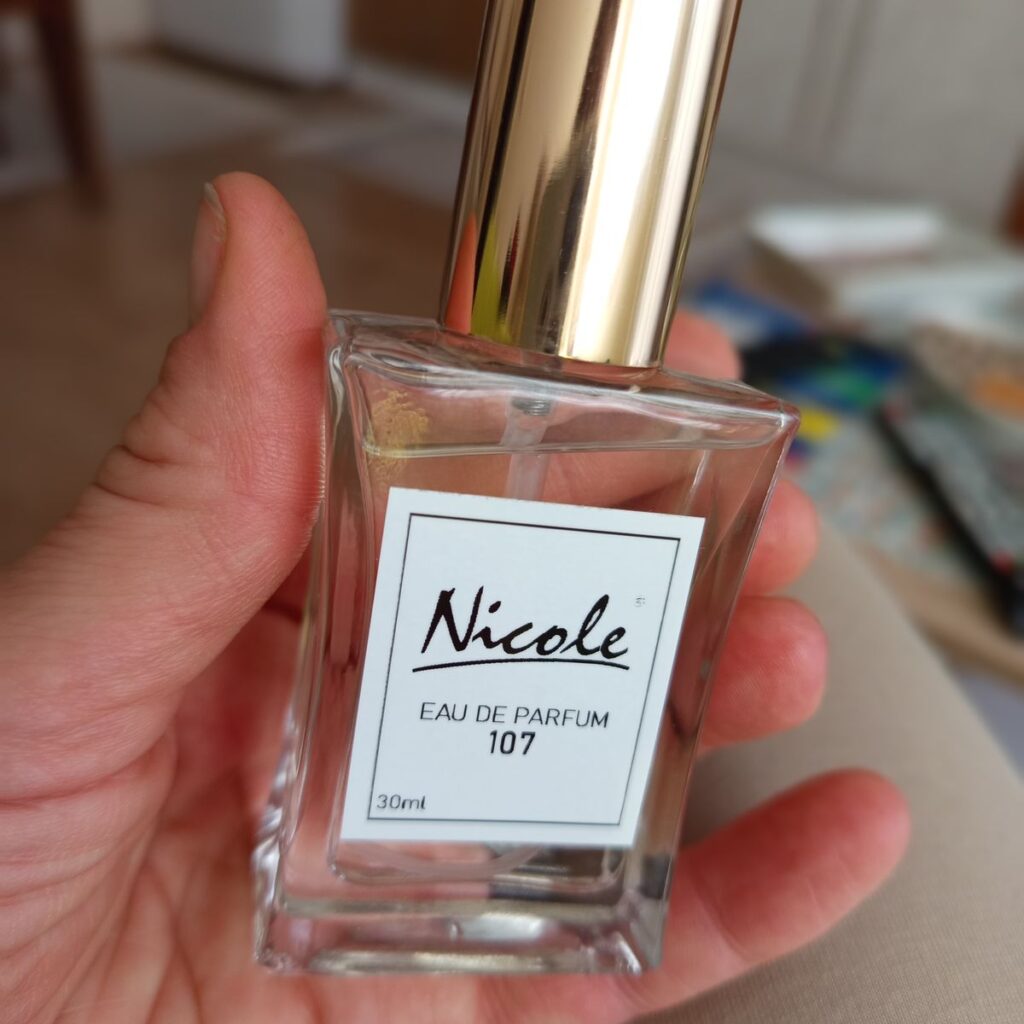 Nicole
EAU DE PARFUM
107
30ml